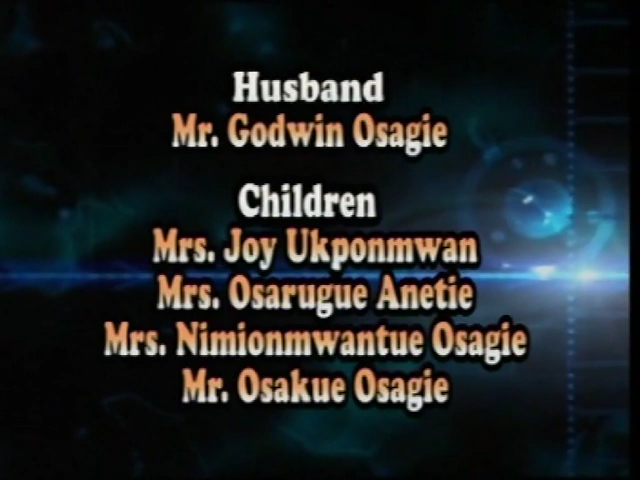 Husband
Mr. Godwin Osagie
Children
Mrs. Joy Ukponmwan
Mrs. Osarugue Anetie
Mrs. Nimionmwantue Osagie
Mr. Osakue Osagie